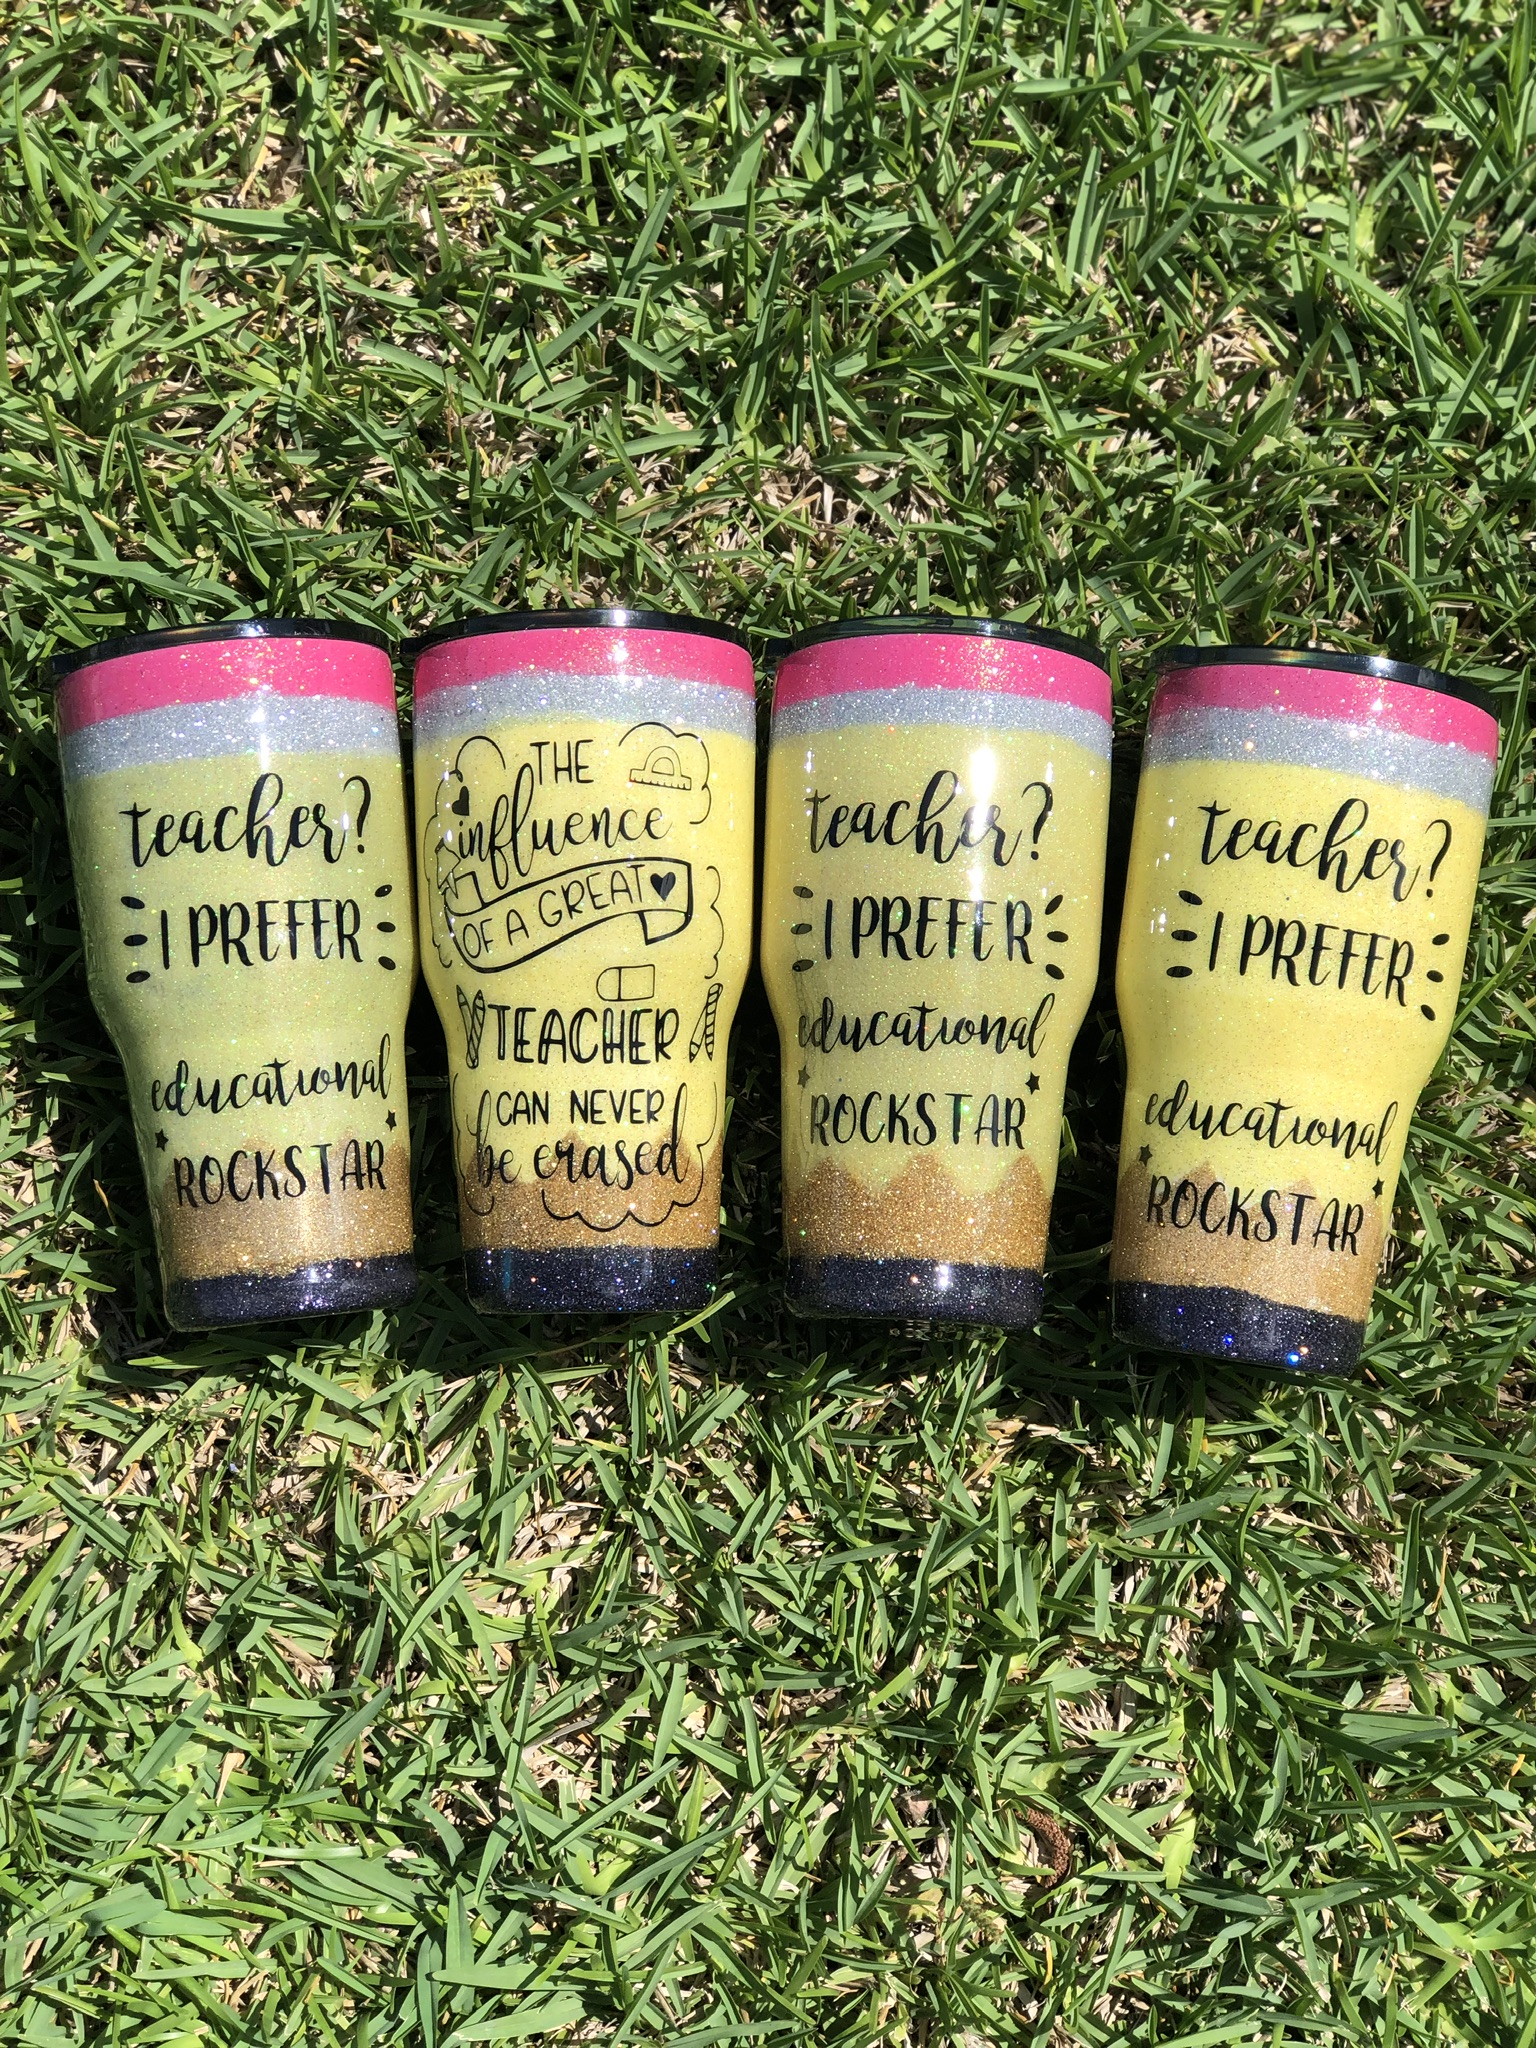 teacher?
I PREFER
educational
ROCKSTAR
THE
influence
OF A GREAT
TEACHER
CAN NEVER
be erased
teacher?
I PREFER
educational
ROCKSTAR
teacher?
I PREFER
educational
ROCKSTAR